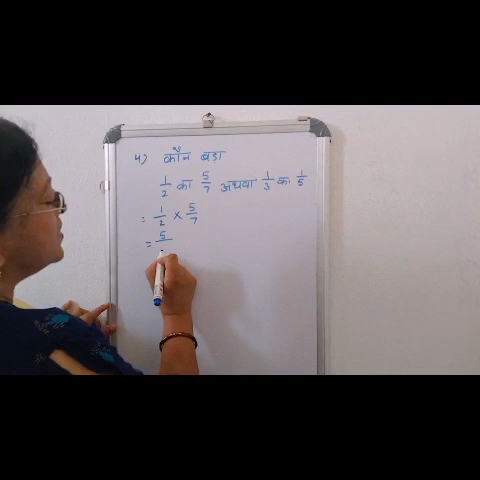 4) कौन बड़ा
1/2 का 5/7 अथवा 1/3 का 1/5
= 1/2 × 5/7
= 5/